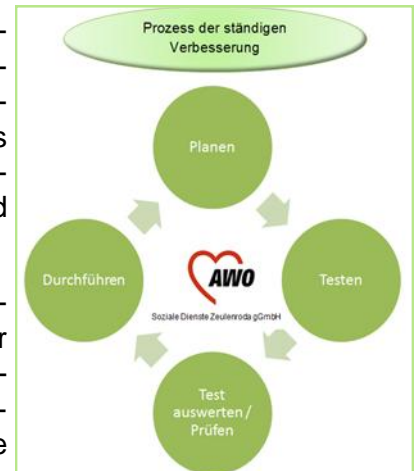 Prozess der ständigen
Verbesserung
Planen
Testen
Test
auswerten /
Prüfen
Durchführen
AWO
Soziale Dienste Zeulenroda gGmbH